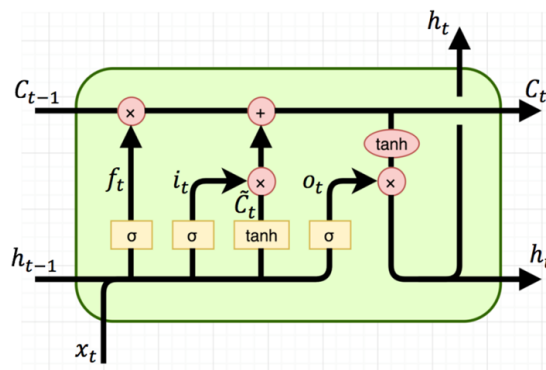 h_t
C_{t-1}
×
+
C_t
tanh
f_t
i_t
×
o_t
×
C̃_t
σ
σ
tanh
σ
h_{t-1}
h_t
x_t